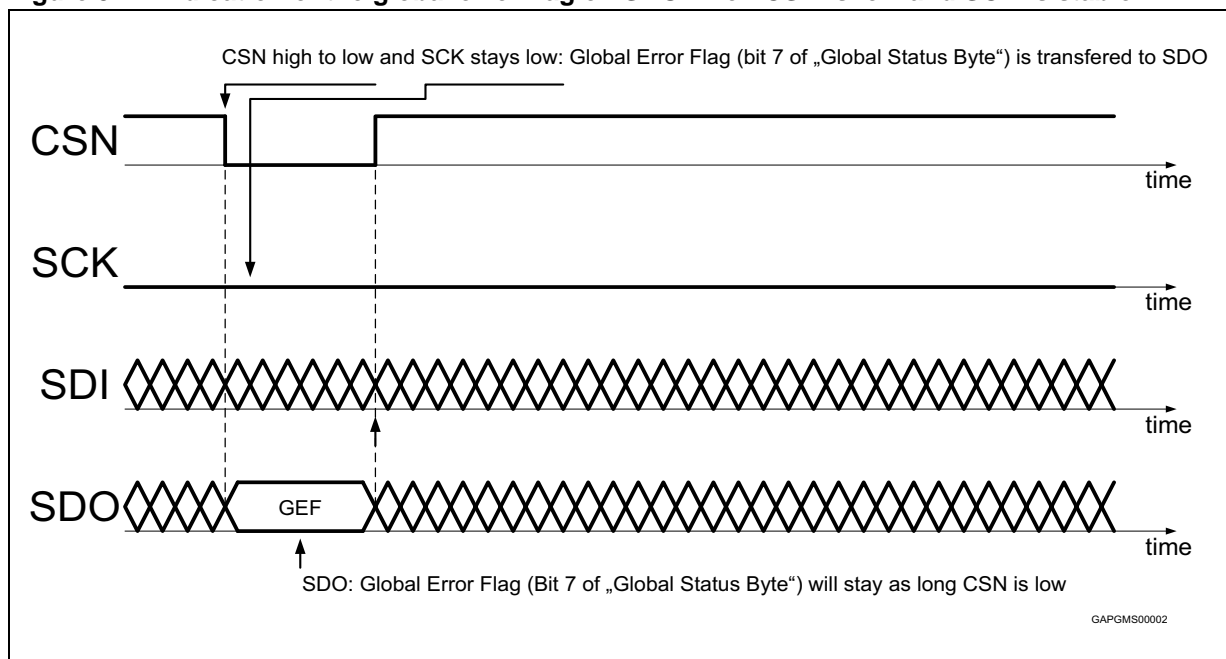 CSN high to low and SCK stays low: Global Error Flag (bit 7 of „Global Status Byte“) is transfered to SDO
CSN
time
SCK
time
SDI
time
SDO
GEF
time
SDO: Global Error Flag (Bit 7 of „Global Status Byte“) will stay as long CSN is low
GAPGMS00002